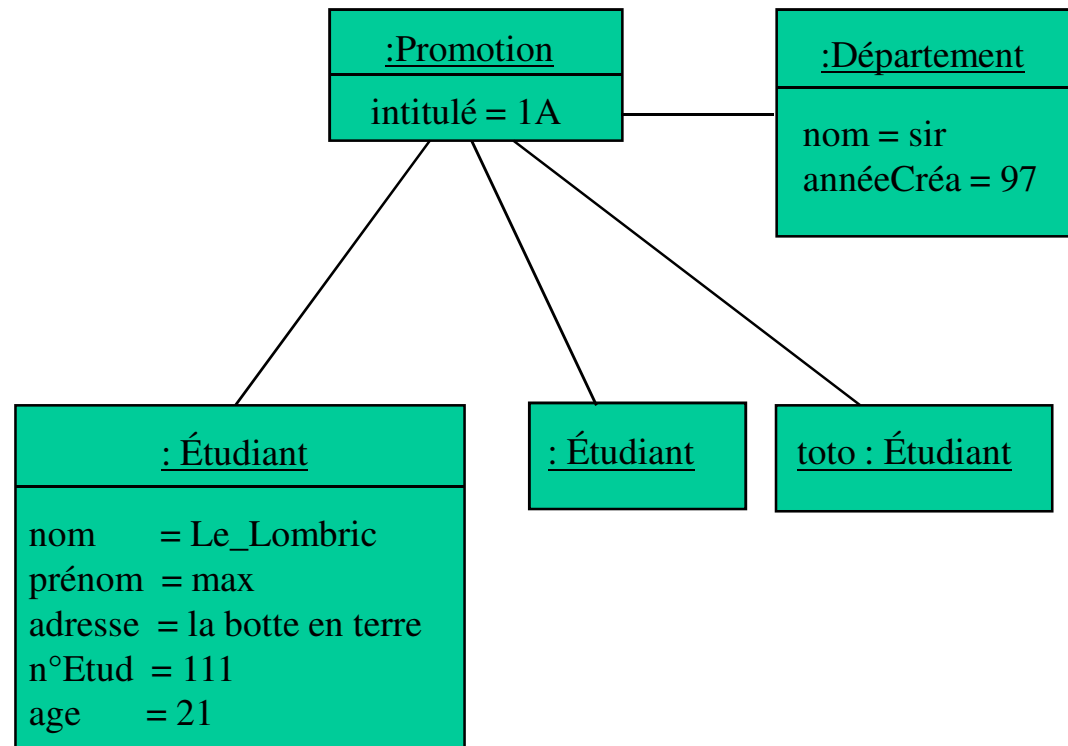 :Promotion
intitulé = 1A
:Département
nom = sir
annéeCréa = 97
: Étudiant
nom = Le_Lombric
prénom = max
adresse = la botte en terre
n°Etud = 111
age = 21
: Étudiant
toto : Étudiant